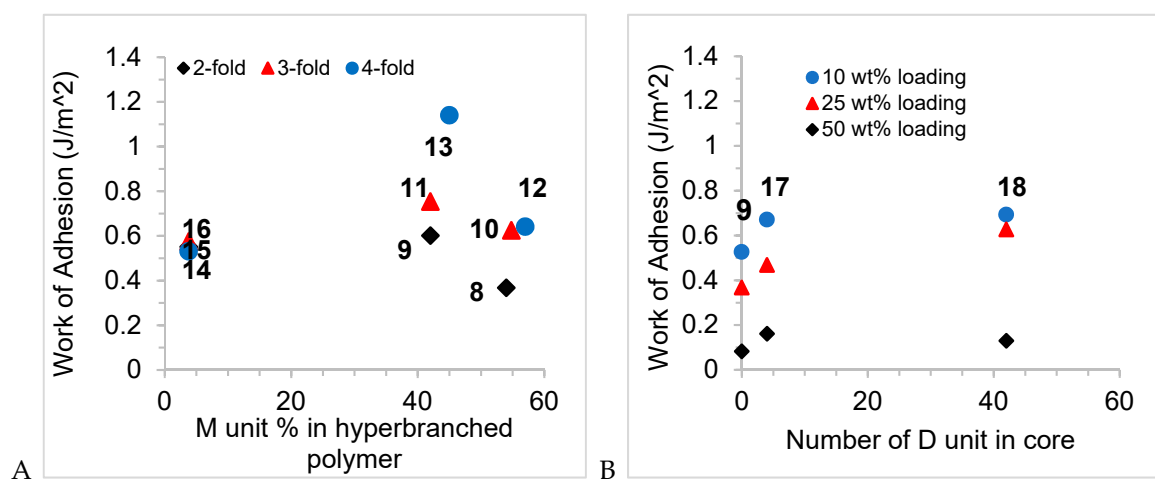 1.4
1.2
1
0.8
0.6
0.4
0.2
0
Work of Adhesion (J/m^2)
2-fold 3-fold 4-fold
13
11
12
16
15
14
10
9
8
0 20 40 60
M unit % in hyperbranched
polymer
A
1.4
1.2
1
0.8
0.6
0.4
0.2
0
Work of Adhesion (J/m^2)
10 wt% loading
25 wt% loading
50 wt% loading
17
18
9
0 20 40 60
Number of D unit in core
B